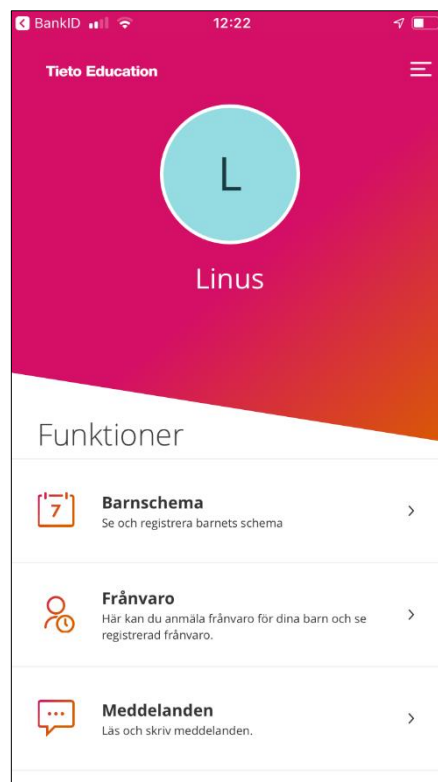 BankID 12:22
Tieto Education
L
Linus
Funktioner
7
Barnschema
Se och registrera barnets schema
Frånvaro
Här kan du anmäla frånvaro för dina barn och se
registrerad frånvaro.
Meddelanden
Läs och skriv meddelanden.